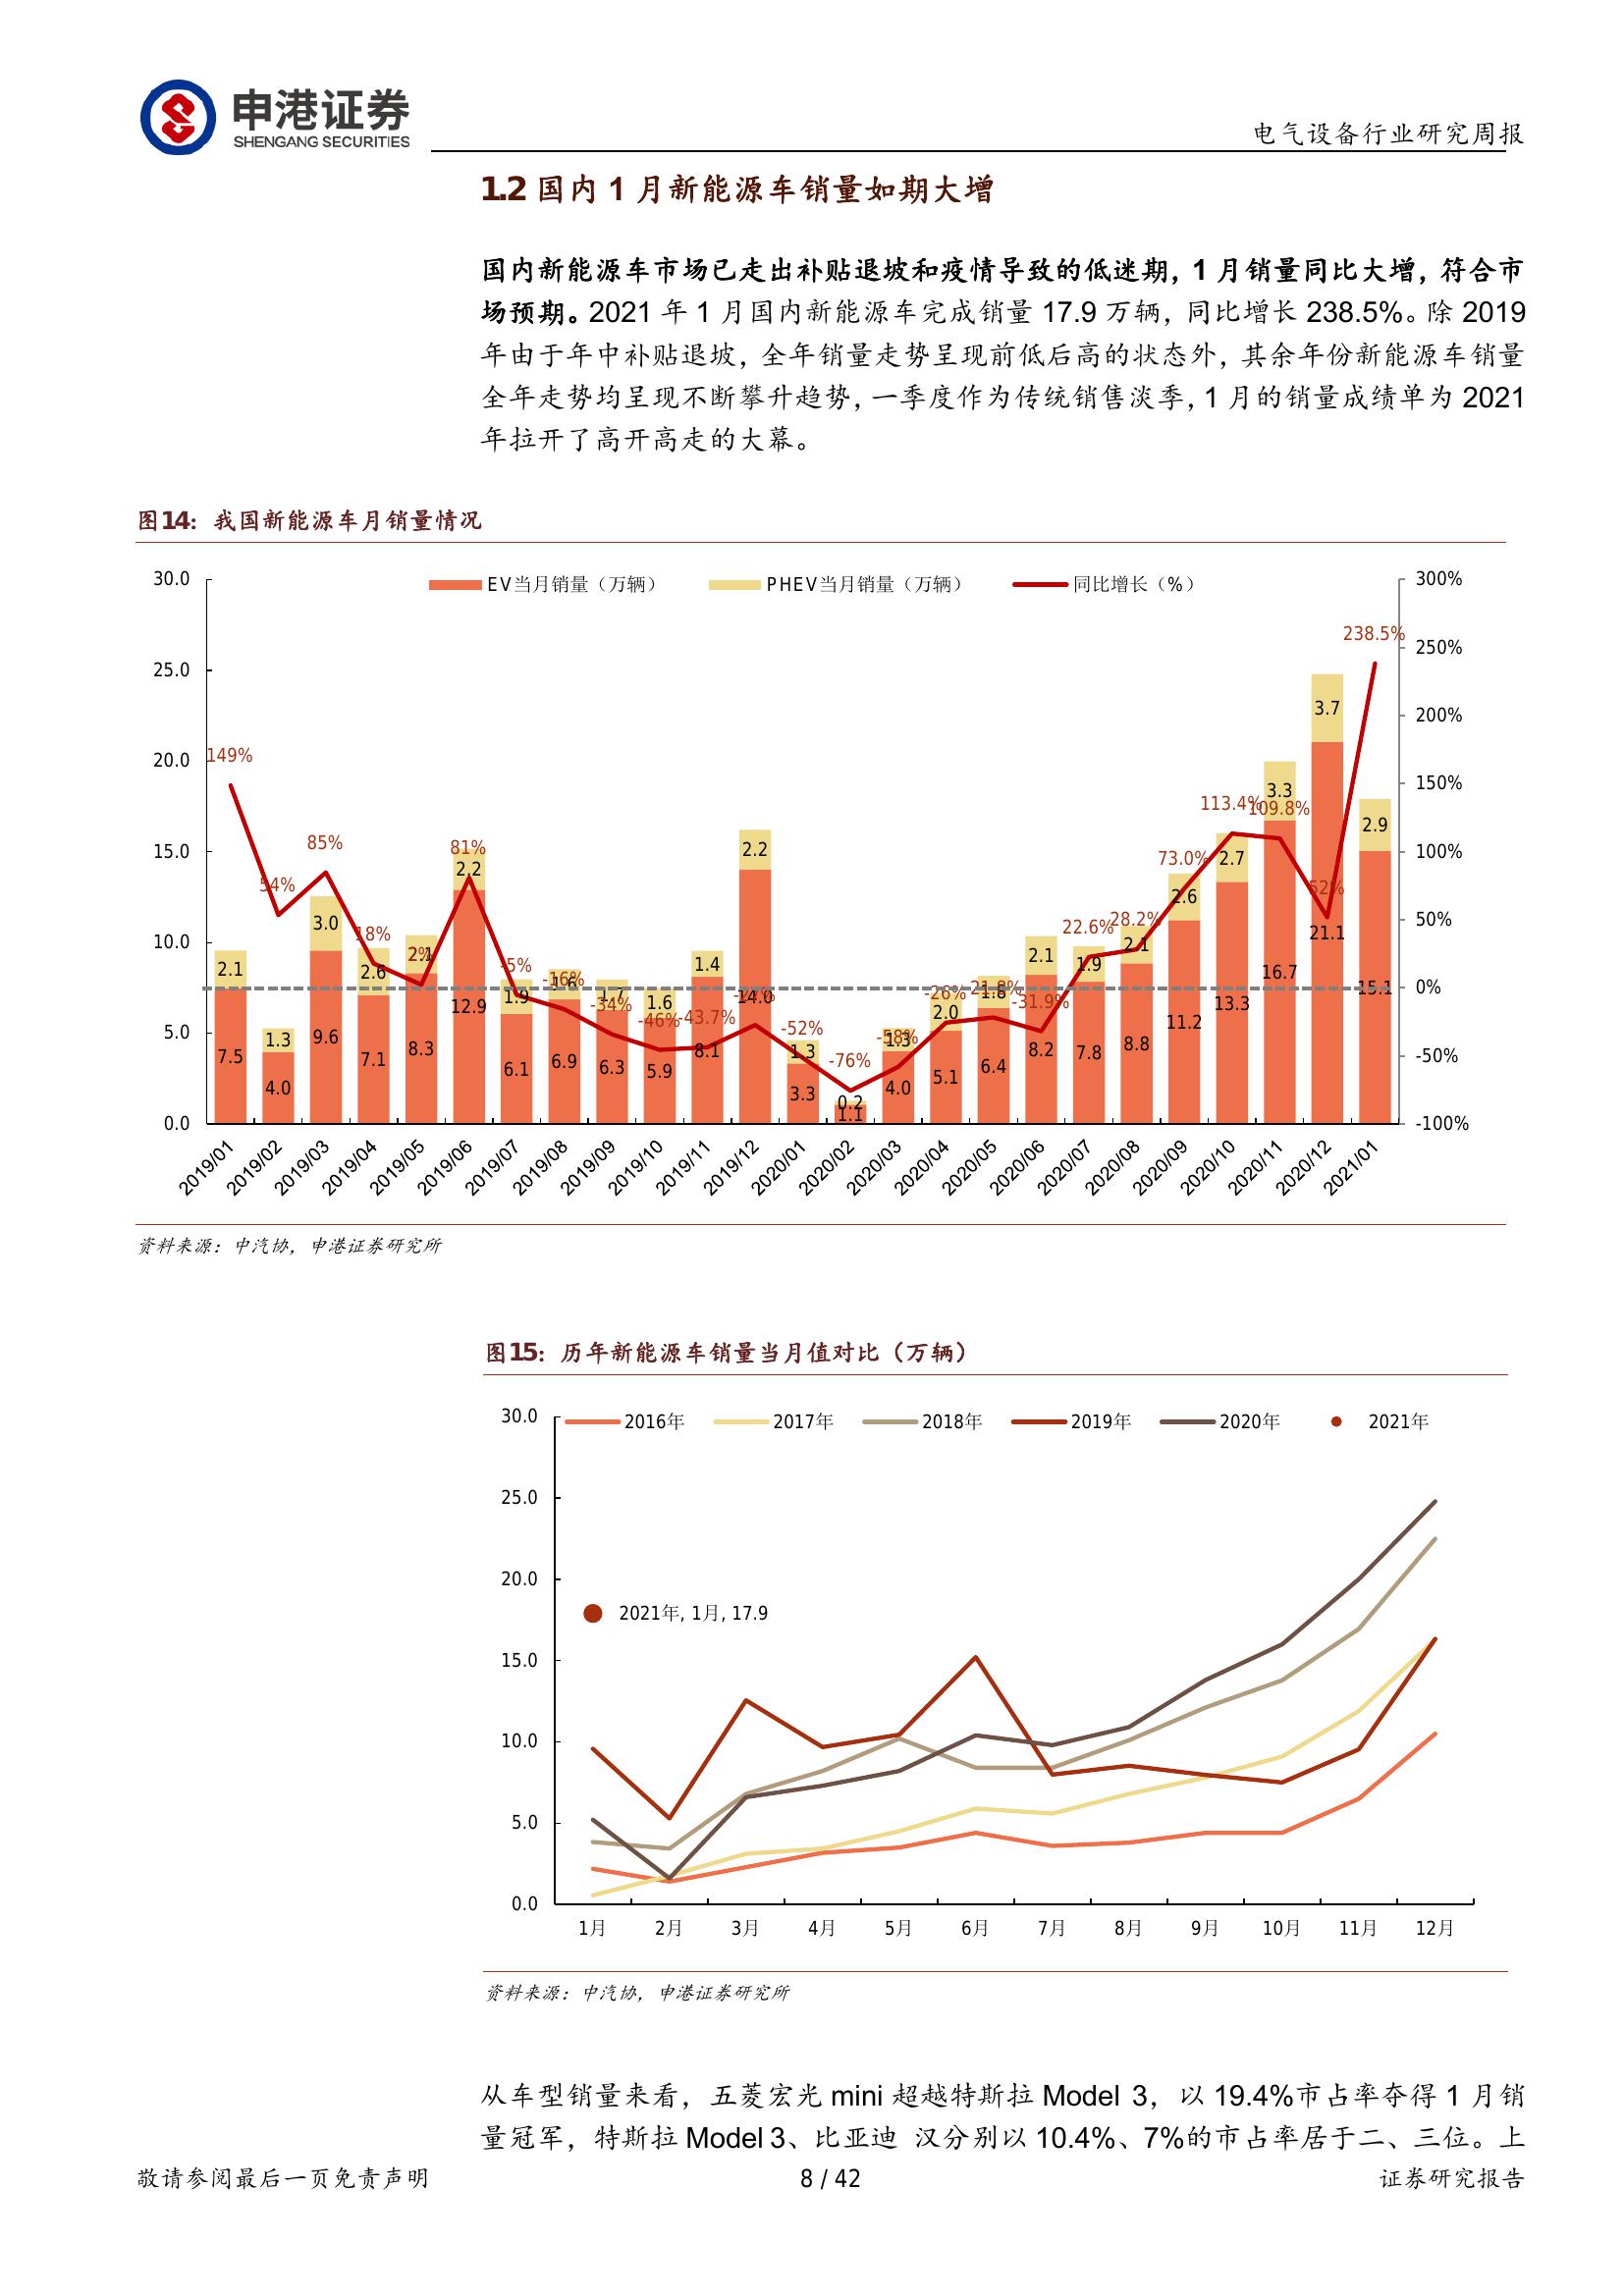 申港证券
SHENGANG SECURITIES
电气设备行业研究周报
1.2 国内 1 月新能源车销量如期大增
国内新能源车市场已走出补贴退坡和疫情导致的低迷期，1 月销量同比大增，符合市
场预期。2021 年 1 月国内新能源车完成销量 17.9 万辆，同比增长 238.5%。除 2019
年由于年中补贴退坡，全年销量走势呈现前低后高的状态外，其余年份新能源车销量
全年走势均呈现不断攀升趋势，一季度作为传统销售淡季，1 月的销量成绩单为 2021
年拉开了高开高走的大幕。
图14：我国新能源车月销量情况
EV当月销量（万辆） PHEV当月销量（万辆） 同比增长（%）
30.0 25.0 20.0 15.0 10.0 5.0 0.0
300% 250% 200% 150% 100% 50% 0% -50% -100%
149% 54% 85% 18% 2% 81% -5% -16% -34% -46% -43.7% -52% -76% -58% -26% -21.8% -31.9% 22.6% 28.2% 73.0% 113.4% 109.8% 52% 238.5%
2.1 1.3 3.0 2.6 2.1 2.2 1.9 1.6 1.7 1.6 1.4 2.2 1.3 0.2 1.3 2.0 1.8 2.1 1.9 2.1 2.6 2.7 3.3 3.7 2.9
7.5 4.0 9.6 7.1 8.3 12.9 6.1 6.9 6.3 5.9 8.1 14.0 3.3 1.1 4.0 5.1 6.4 8.2 7.8 8.8 11.2 13.3 16.7 21.1 15.1
2019/01 2019/02 2019/03 2019/04 2019/05 2019/06 2019/07 2019/08 2019/09 2019/10 2019/11 2019/12 2020/01 2020/02 2020/03 2020/04 2020/05 2020/06 2020/07 2020/08 2020/09 2020/10 2020/11 2020/12 2021/01
资料来源：中汽协，申港证券研究所
图15：历年新能源车销量当月值对比（万辆）
2016年 2017年 2018年 2019年 2020年 2021年
30.0
25.0
20.0
2021年, 1月, 17.9
15.0
10.0
5.0
0.0
1月 2月 3月 4月 5月 6月 7月 8月 9月 10月 11月 12月
资料来源：中汽协，申港证券研究所
从车型销量来看，五菱宏光 mini 超越特斯拉 Model 3，以 19.4%市占率夺得 1 月销
量冠军，特斯拉 Model 3、比亚迪 汉分别以 10.4%、7%的市占率居于二、三位。上
敬请参阅最后一页免责声明 8 / 42 证券研究报告